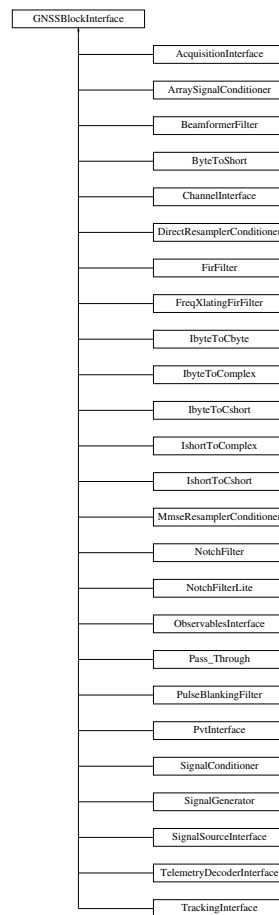 GNSSBlockInterface
AcquisitionInterface
ArraySignalConditioner
BeamformerFilter
ByteToShort
ChannelInterface
DirectResamplerConditioner
FirFilter
FreqXlatingFirFilter
IbyteToCbyte
IbyteToComplex
IbyteToCshort
IshortToComplex
IshortToCshort
MmseResamplerConditioner
NotchFilter
NotchFilterLite
ObservablesInterface
Pass_Through
PulseBlankingFilter
PvtInterface
SignalConditioner
SignalGenerator
SignalSourceInterface
TelemetryDecoderInterface
TrackingInterface